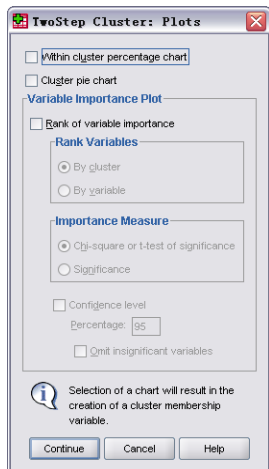 TwoStep Cluster: Plots
Within cluster percentage chart
Cluster pie chart
Variable Importance Plot
Rank of variable importance
Rank Variables
By cluster
By variable
Importance Measure
Chi-square or t-test of significance
Significance
Confidence level
Percentage: 95
Omit insignificant variables
Selection of a chart will result in the
creation of a cluster membership
variable.
Continue Cancel Help